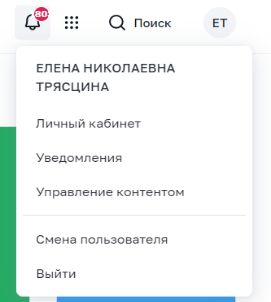 80
Поиск
ЕТ
ЕЛЕНА НИКОЛАЕВНА
ТРЯСЦИНА
Личный кабинет
Уведомления
Управление контентом
Смена пользователя
Выйти